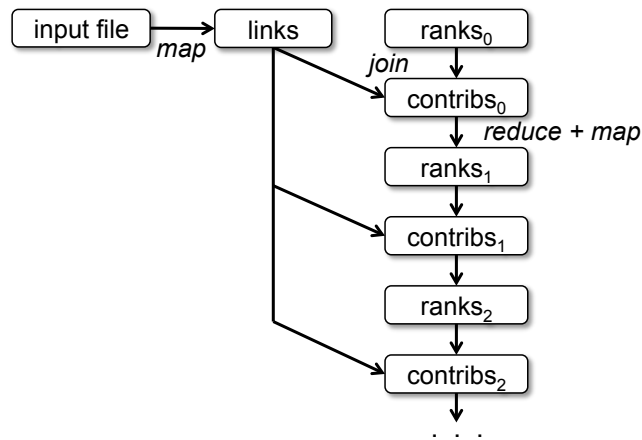 input file
map
links
ranks₀
join
contribs₀
reduce + map
ranks₁
contribs₁
ranks₂
contribs₂
. . .